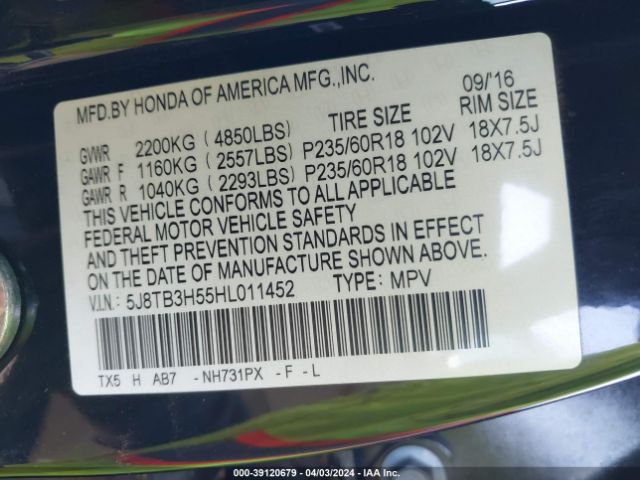 MFD.BY HONDA OF AMERICA MFG.,INC. 09/'16
TIRE SIZE RIM SIZE
GVWR 2200KG (4850LBS)
GAWR F 1160KG (2557LBS) P235/60R18 102V 18X7.5J
GAWR R 1040KG (2293LBS) P235/60R18 102V 18X7.5J
THIS VEHICLE CONFORMS TO ALL APPLICABLE
FEDERAL MOTOR VEHICLE SAFETY
AND THEFT PREVENTION STANDARDS IN EFFECT
ON THE DATE OF MANUFACTURE SHOWN ABOVE.
V.I.N.: 5J8TB3H55HL011452 TYPE: MPV
TX5 H AB7 -NH731PX -F -L
000-39120679 - 04/03/2024 - IAA Inc.